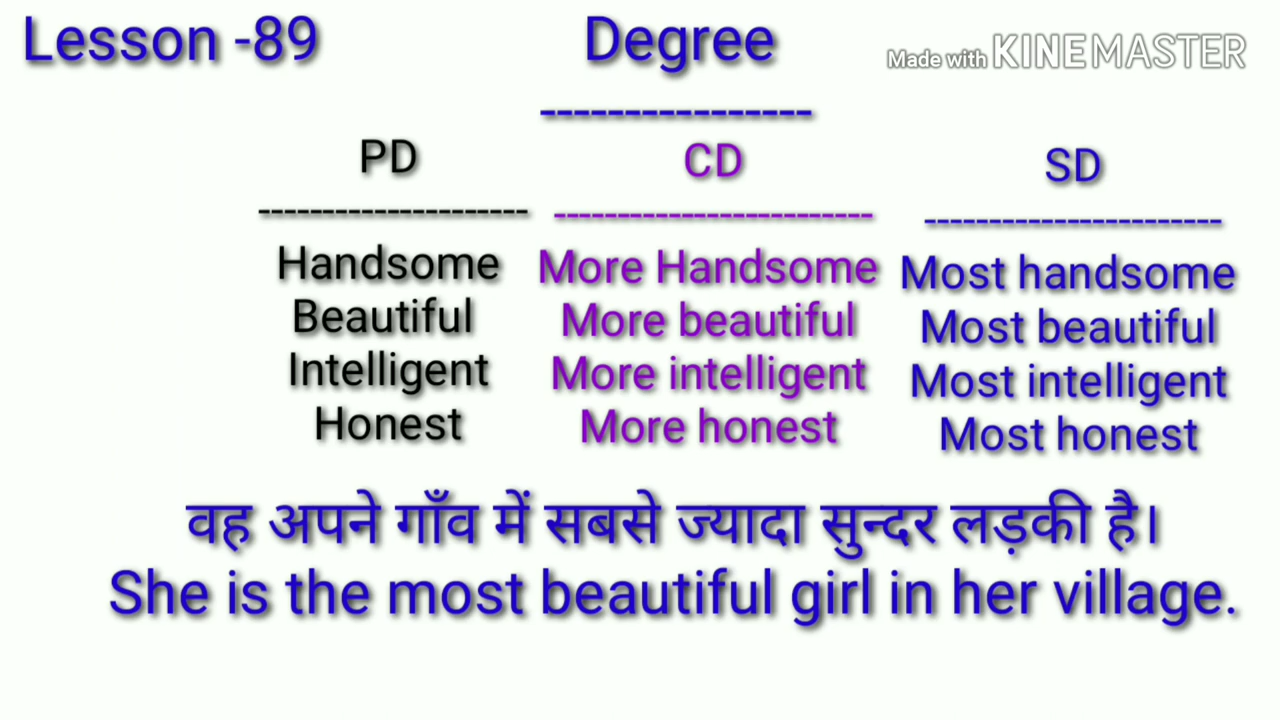 Lesson -89 Degree Made with KINEMASTER
----------------
PD CD SD
--------------------- ------------------------- -----------------------
Handsome More Handsome Most handsome
Beautiful More beautiful Most beautiful
Intelligent More intelligent Most intelligent
Honest More honest Most honest
वह अपने गाँव में सबसे ज्यादा सुन्दर लड़की है।
She is the most beautiful girl in her village.